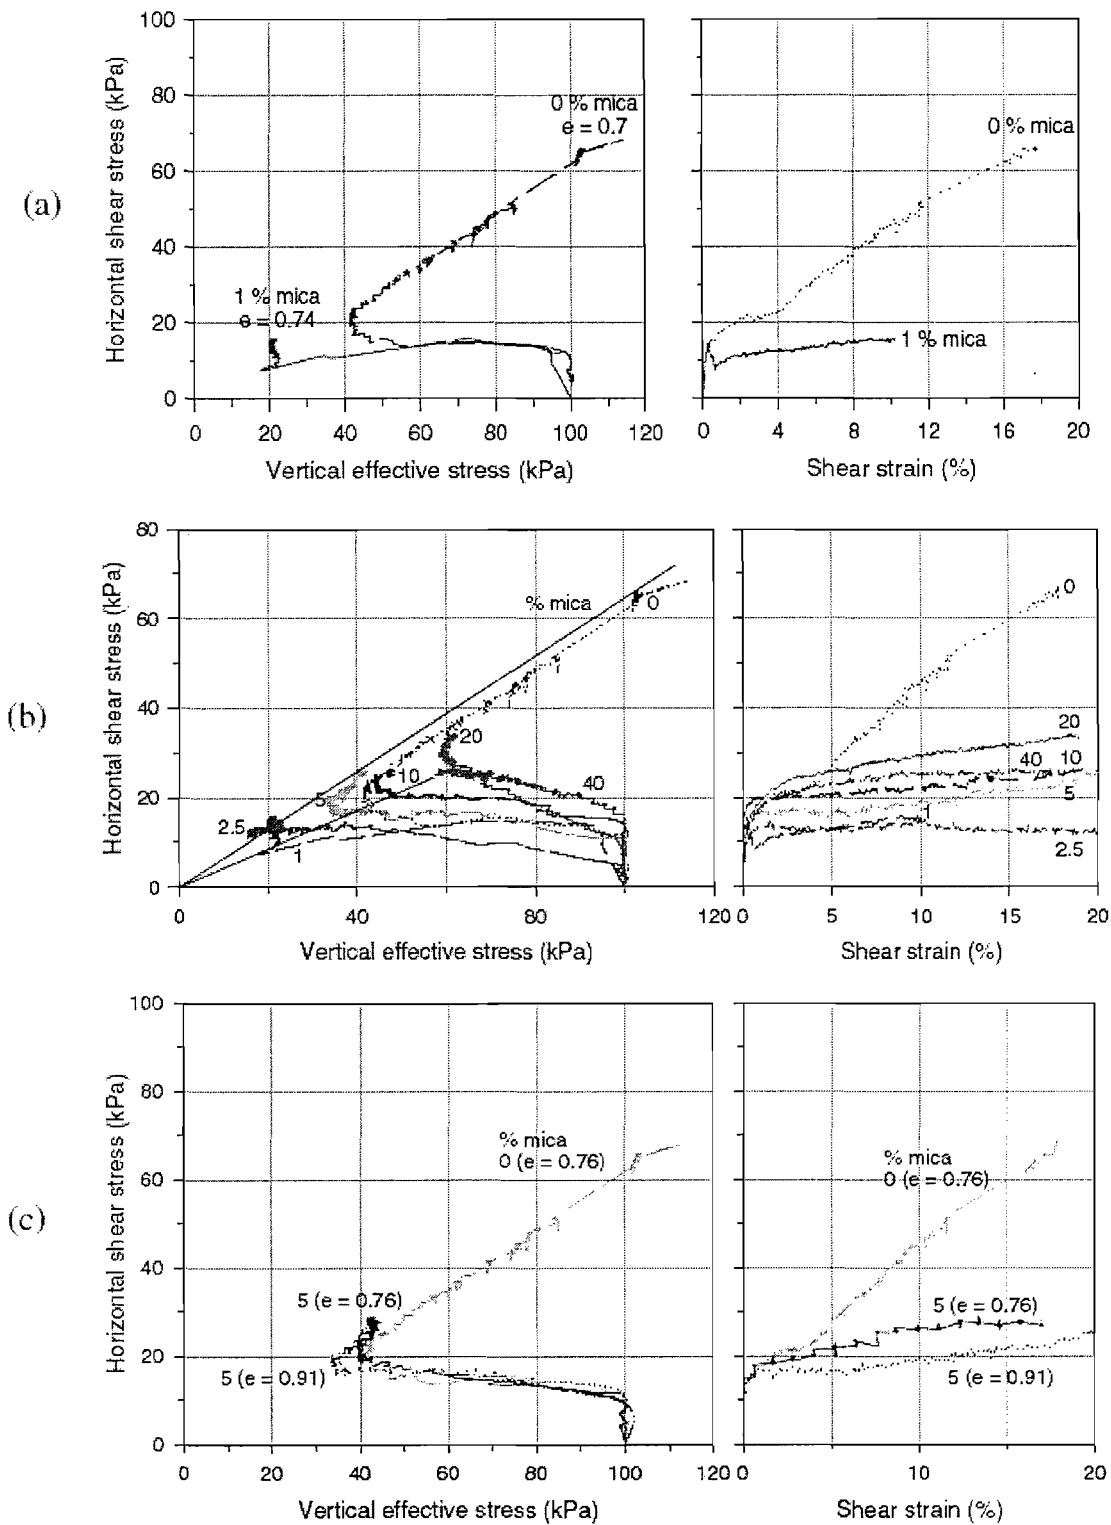 (a)
Horizontal shear stress (kPa)
100
80
60
40
20
0
0 % mica
e = 0.7
1 % mica
e = 0.74
0 20 40 60 80 100 120
Vertical effective stress (kPa)
0 % mica
1 % mica
0 4 8 12 16 20
Shear strain (%)
(b)
Horizontal shear stress (kPa)
80
60
40
20
0
% mica
0
20
10
40
5
2.5
1
0 40 80 120
Vertical effective stress (kPa)
0
20
40 10
5
1
2.5
0 5 10 15 20
Shear strain (%)
(c)
Horizontal shear stress (kPa)
100
80
60
40
20
0
% mica
0 (e = 0.76)
5 (e = 0.76)
5 (e = 0.91)
0 20 40 60 80 100 120
Vertical effective stress (kPa)
% mica
0 (e = 0.76)
5 (e = 0.76)
5 (e = 0.91)
0 10 20
Shear strain (%)